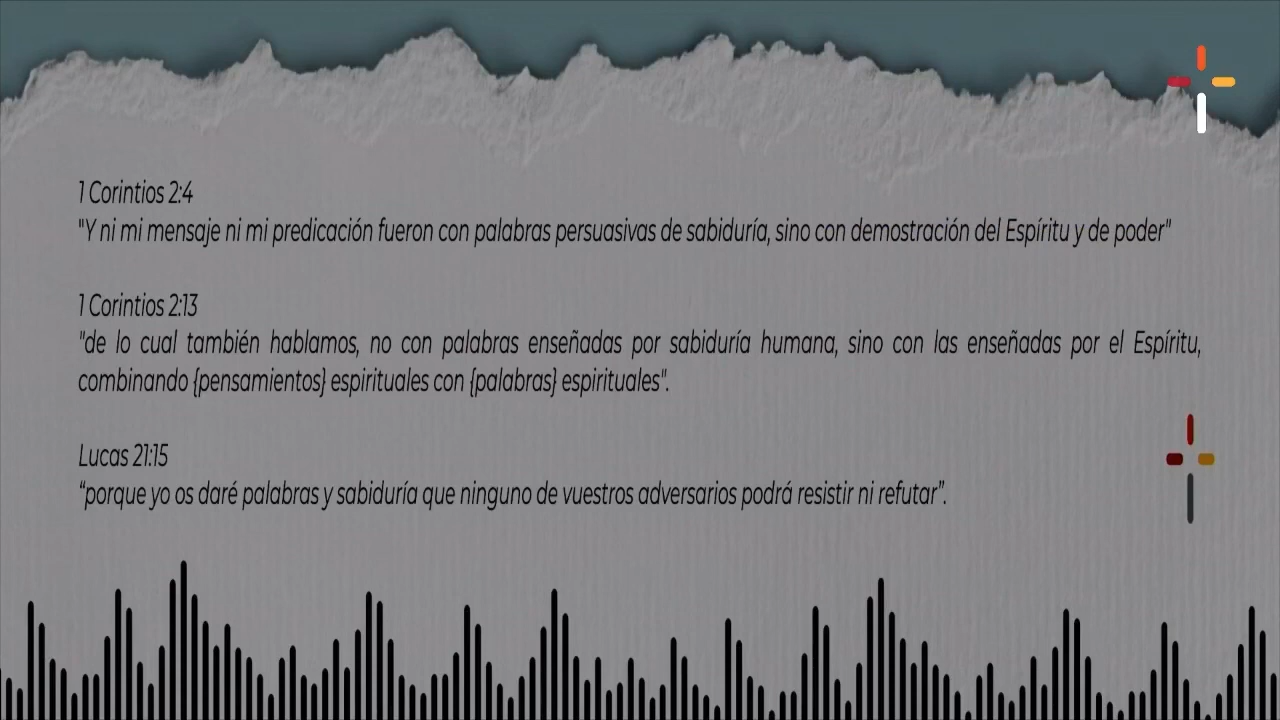 1 Corintios 2:4
"Y ni mi mensaje ni mi predicación fueron con palabras persuasivas de sabiduría, sino con demostración del Espíritu y de poder"
1 Corintios 2:13
"de lo cual también hablamos, no con palabras enseñadas por sabiduría humana, sino con las enseñadas por el Espíritu,
combinando {pensamientos} espirituales con {palabras} espirituales".
Lucas 21:15
“porque yo os daré palabras y sabiduría que ninguno de vuestros adversarios podrá resistir ni refutar”.